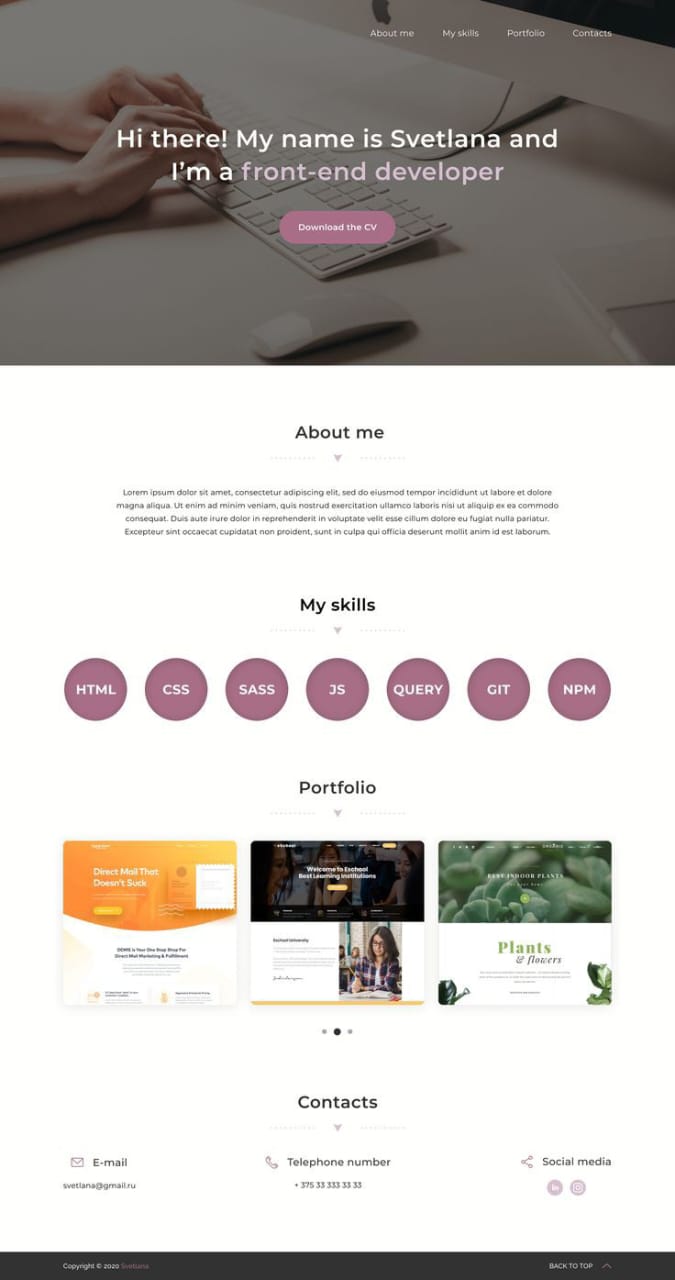 About me
My skills
Portfolio
Contacts
Hi there! My name is Svetlana and
I'm a front-end developer
Download the CV
About me
Lorem ipsum dolor sit amet, consectetur adipiscing elit, sed do eiusmod tempor incididunt ut labore et dolore
magna aliqua. Ut enim ad minim veniam, quis nostrud exercitation ullamco laboris nisi ut aliquip ex ea commodo
consequat. Duis aute irure dolor in reprehenderit in voluptate velit esse cillum dolore eu fugiat nulla pariatur.
Excepteur sint occaecat cupidatat non proident, sunt in culpa qui officia deserunt mollit anim id est laborum.
My skills
HTML
CSS
SASS
JS
QUERY
GIT
NPM
Portfolio
Direct Mail That
Doesn't Suck
is Your One Stop Shop For
Direct Mail Marketing & Fulfillment
Eschool
Welcome to Eschool
Best Learning Institutions
Eschool University
BEST INDOOR PLANTS
Plants
& flowers
Contacts
E-mail
svetlana@gmail.ru
Telephone number
+ 375 33 333 33 33
Social media
in
Copyright © 2020 Svetlana
BACK TO TOP